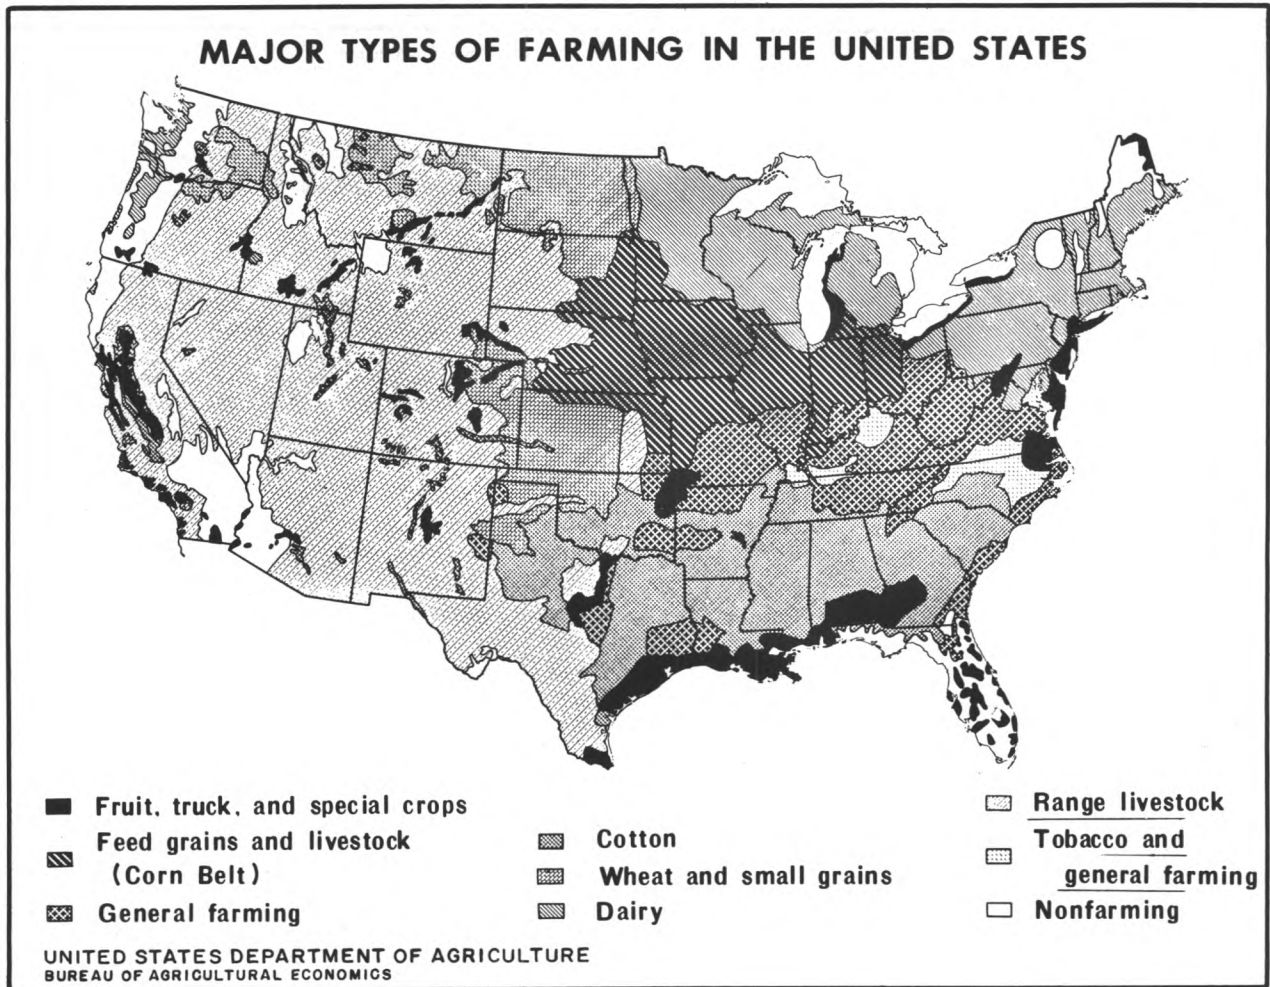 MAJOR TYPES OF FARMING IN THE UNITED STATES
Fruit, truck, and special crops
Feed grains and livestock
(Corn Belt)
General farming
Cotton
Wheat and small grains
Dairy
Range livestock
Tobacco and
general farming
Nonfarming
UNITED STATES DEPARTMENT OF AGRICULTURE
BUREAU OF AGRICULTURAL ECONOMICS